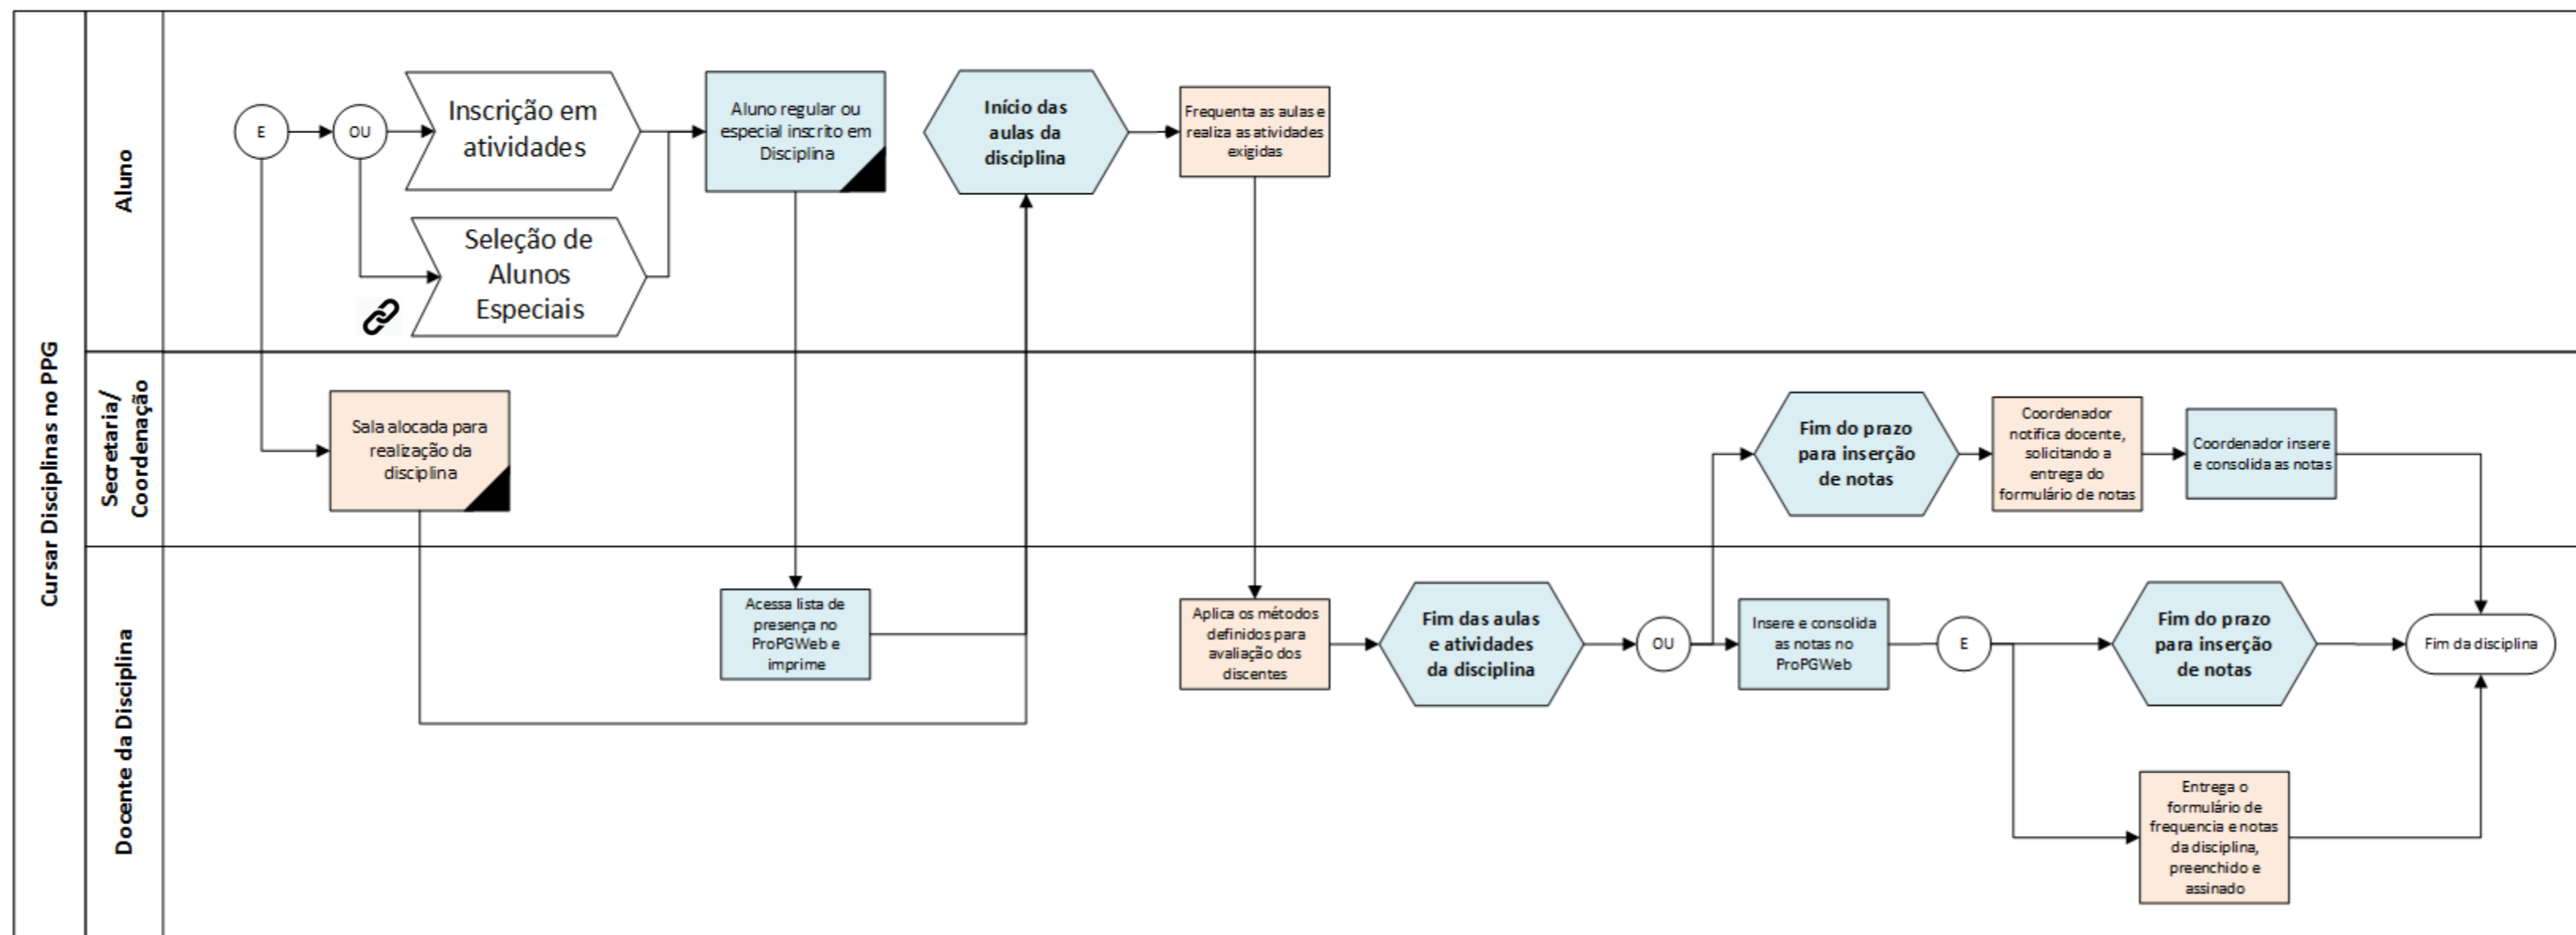 Cursar Disciplinas no PPG
Aluno
E
OU
Inscrição em
atividades
Seleção de
Alunos
Especiais
Aluno regular ou
especial inscrito em
Disciplina
Início das
aulas da
disciplina
Frequenta as aulas e
realiza as atividades
exigidas
Secretaria/
Coordenação
Sala alocada para
realização da
disciplina
Fim do prazo
para inserção
de notas
Coordenador
notifica docente,
solicitando a
entrega do
formulário de notas
Coordenador insere
e consolida as notas
Docente da Disciplina
Acessa lista de
presença no
ProPGWeb e
imprime
Aplica os métodos
definidos para
avaliação dos
discentes
Fim das aulas
e atividades
da disciplina
OU
Insere e consolida
as notas no
ProPGWeb
E
Fim do prazo
para inserção
de notas
Fim da disciplina
Entrega o
formulário de
frequencia e notas
da disciplina,
preenchido e
assinado